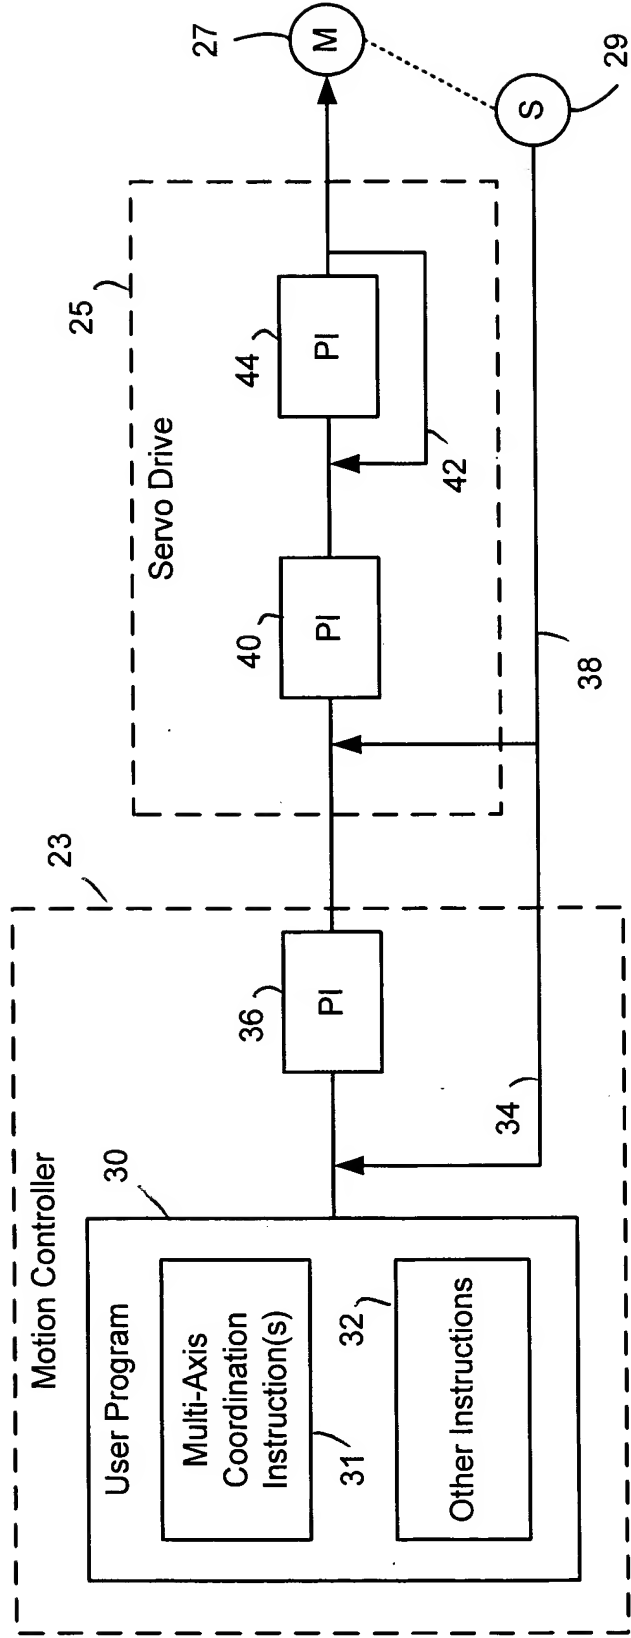 Motion Controller
23
User Program
30
Multi-Axis
Coordination
Instruction(s)
31
32
Other Instructions
36
PI
34
Servo Drive
25
40
PI
44
PI
42
38
27
M
S
29